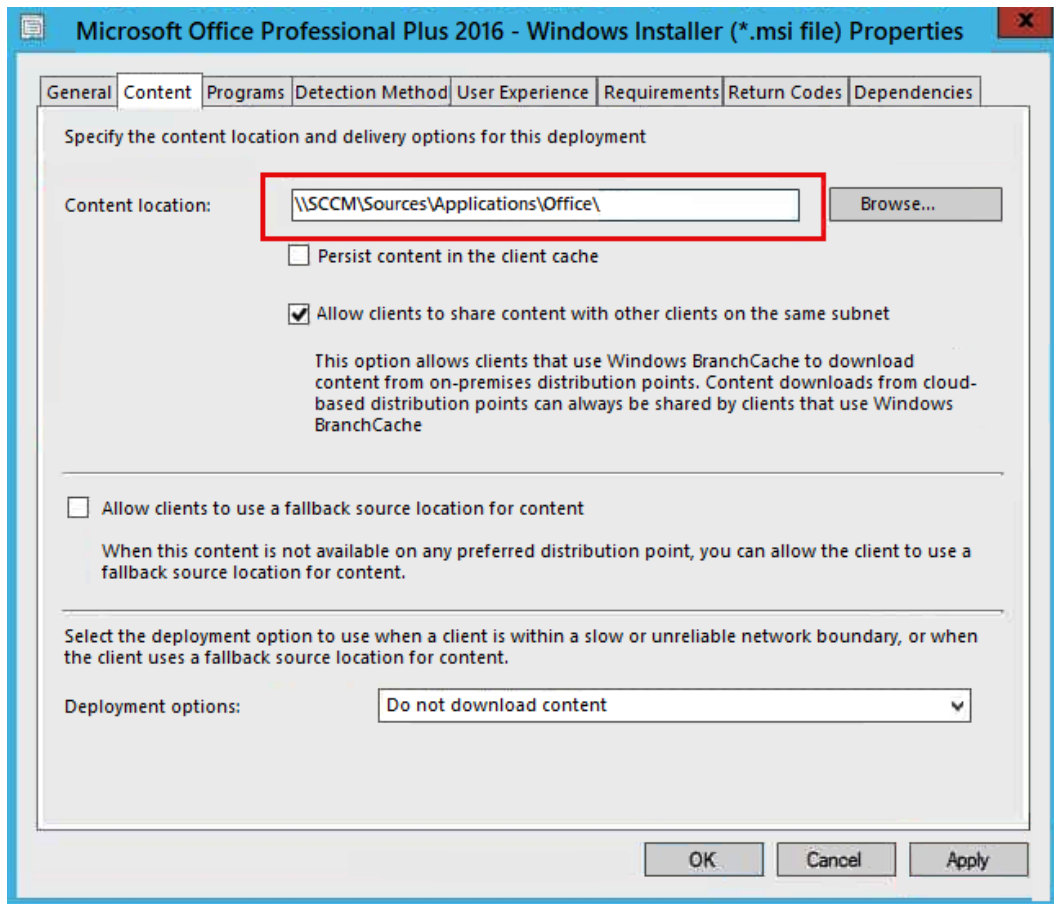 Microsoft Office Professional Plus 2016 - Windows Installer (*.msi file) Properties
x
General Content Programs Detection Method User Experience Requirements Return Codes Dependencies
Specify the content location and delivery options for this deployment
Content location: \\SCCM\Sources\Applications\Office\ Browse...
Persist content in the client cache
Allow clients to share content with other clients on the same subnet
This option allows clients that use Windows BranchCache to download
content from on-premises distribution points. Content downloads from cloud-
based distribution points can always be shared by clients that use Windows
BranchCache
Allow clients to use a fallback source location for content
When this content is not available on any preferred distribution point, you can allow the client to use a
fallback source location for content.
Select the deployment option to use when a client is within a slow or unreliable network boundary, or when
the client uses a fallback source location for content.
Deployment options: Do not download content
OK Cancel Apply